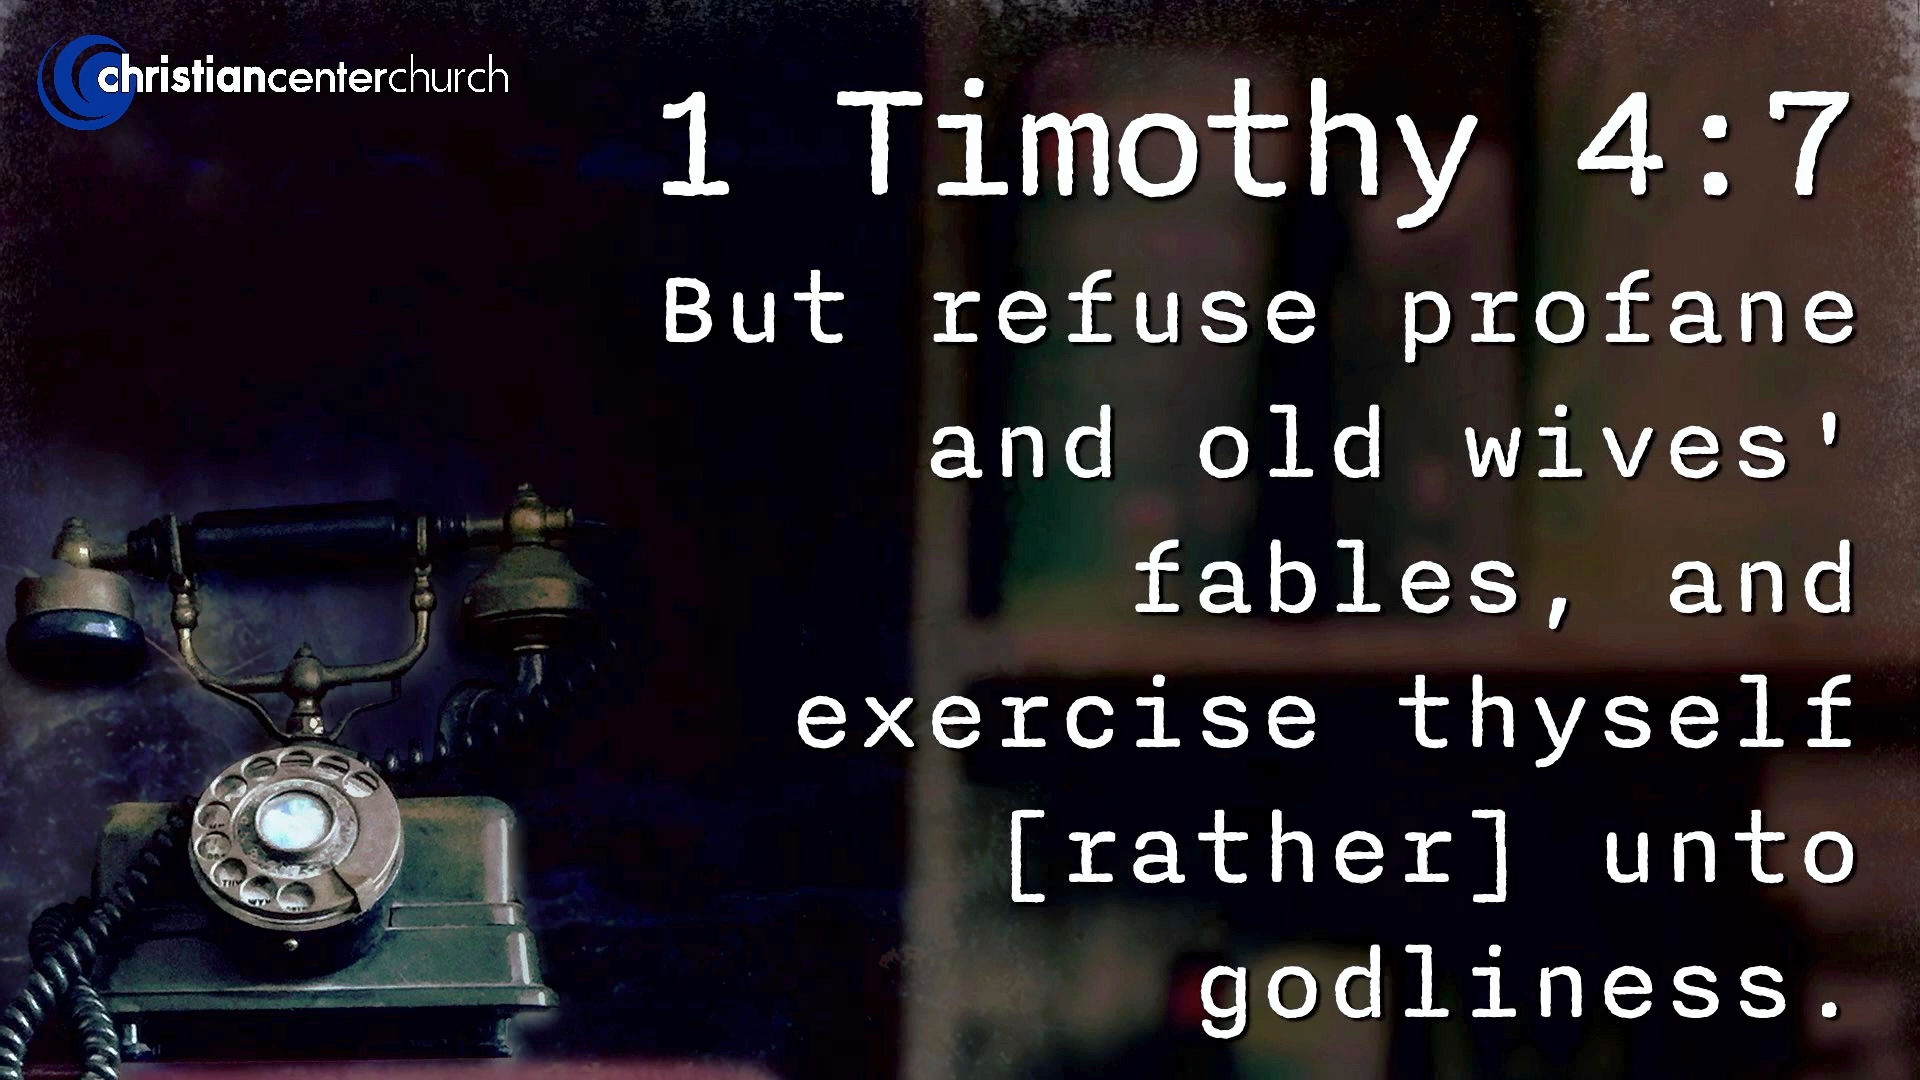 christiancenterchurch
1 Timothy 4:7
But refuse profane
and old wives'
fables, and
exercise thyself
[rather] unto
godliness.